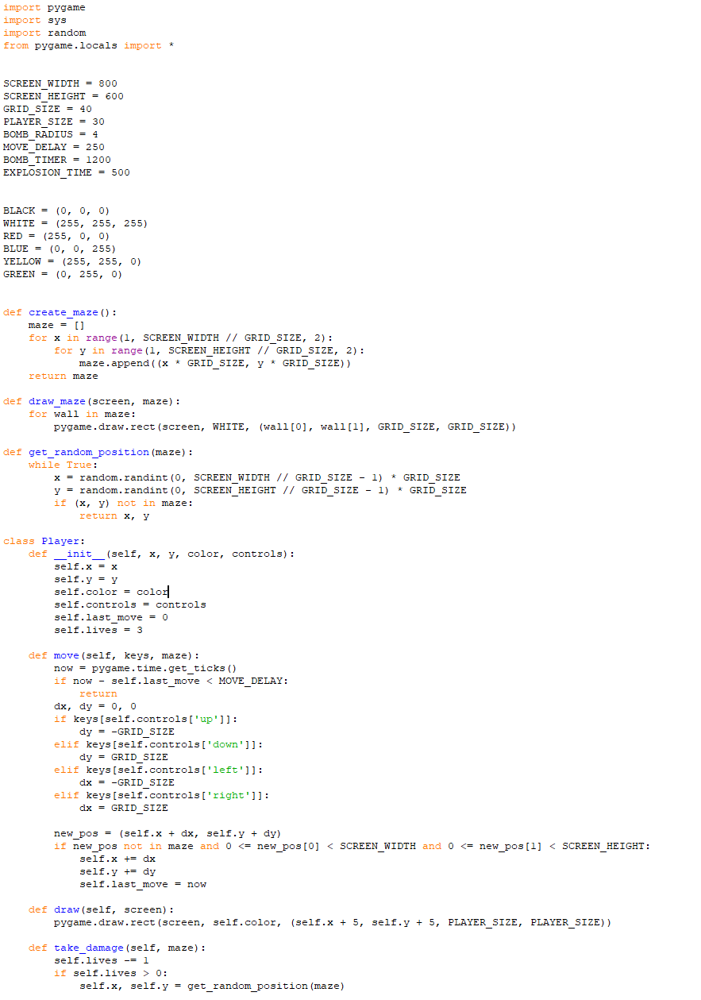 import pygame
import sys
import random
from pygame.locals import *
SCREEN_WIDTH = 800
SCREEN_HEIGHT = 600
GRID_SIZE = 40
PLAYER_SIZE = 30
BOMB_RADIUS = 4
MOVE_DELAY = 250
BOMB_TIMER = 1200
EXPLOSION_TIME = 500
BLACK = (0, 0, 0)
WHITE = (255, 255, 255)
RED = (255, 0, 0)
BLUE = (0, 0, 255)
YELLOW = (255, 255, 0)
GREEN = (0, 255, 0)
def create_maze():
    maze = []
    for x in range(1, SCREEN_WIDTH // GRID_SIZE, 2):
        for y in range(1, SCREEN_HEIGHT // GRID_SIZE, 2):
            maze.append((x * GRID_SIZE, y * GRID_SIZE))
    return maze
def draw_maze(screen, maze):
    for wall in maze:
        pygame.draw.rect(screen, WHITE, (wall[0], wall[1], GRID_SIZE, GRID_SIZE))
def get_random_position(maze):
    while True:
        x = random.randint(0, SCREEN_WIDTH // GRID_SIZE - 1) * GRID_SIZE
        y = random.randint(0, SCREEN_HEIGHT // GRID_SIZE - 1) * GRID_SIZE
        if (x, y) not in maze:
            return x, y
class Player:
    def __init__(self, x, y, color, controls):
        self.x = x
        self.y = y
        self.color = color
        self.controls = controls
        self.last_move = 0
        self.lives = 3
    def move(self, keys, maze):
        now = pygame.time.get_ticks()
        if now - self.last_move < MOVE_DELAY:
            return
        dx, dy = 0, 0
        if keys[self.controls['up']]:
            dy = -GRID_SIZE
        elif keys[self.controls['down']]:
            dy = GRID_SIZE
        elif keys[self.controls['left']]:
            dx = -GRID_SIZE
        elif keys[self.controls['right']]:
            dx = GRID_SIZE
        new_pos = (self.x + dx, self.y + dy)
        if new_pos not in maze and 0 <= new_pos[0] < SCREEN_WIDTH and 0 <= new_pos[1] < SCREEN_HEIGHT:
            self.x += dx
            self.y += dy
            self.last_move = now
    def draw(self, screen):
        pygame.draw.rect(screen, self.color, (self.x + 5, self.y + 5, PLAYER_SIZE, PLAYER_SIZE))
    def take_damage(self, maze):
        self.lives -= 1
        if self.lives > 0:
            self.x, self.y = get_random_position(maze)